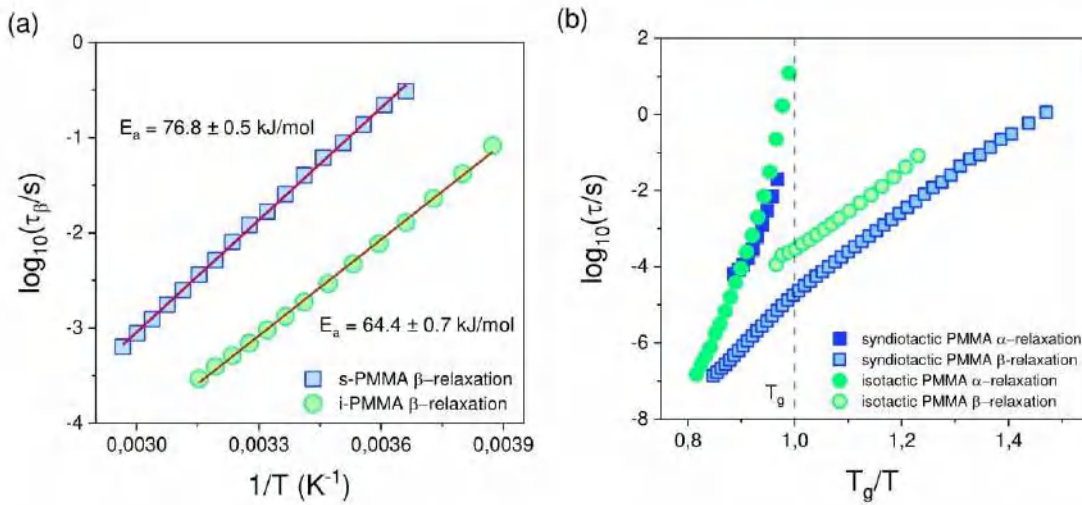 (a)
0
-1
-2
-3
-4
log₁₀(τβ/s)
Eₐ = 76.8 ± 0.5 kJ/mol
Eₐ = 64.4 ± 0.7 kJ/mol
s-PMMA β−relaxation
i-PMMA β−relaxation
0,0030 0,0033 0,0036 0,0039
1/T (K⁻¹)
(b)
2
0
-2
-4
-6
-8
log₁₀(τ/s)
syndiotactic PMMA α−relaxation
syndiotactic PMMA β-relaxation
isotactic PMMA α−relaxation
isotactic PMMA β−relaxation
T_g
0,8 1,0 1,2 1,4
T_g/T